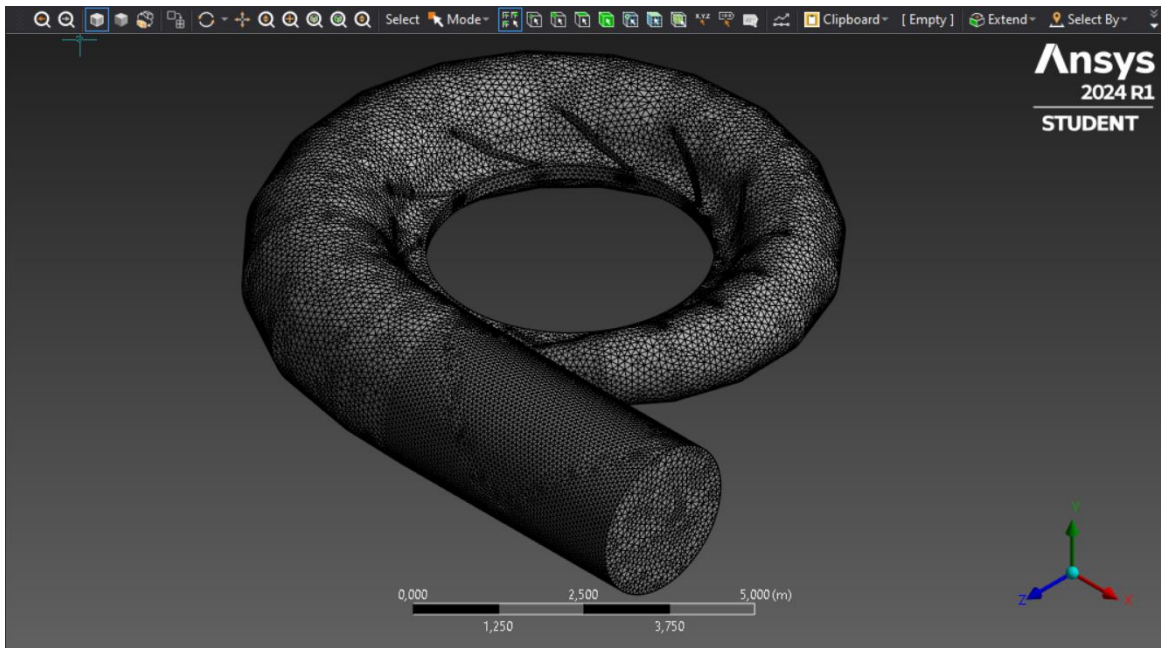 Select Mode Clipboard [ Empty ] Extend Select By
Ansys
2024 R1
STUDENT
0,000 2,500 5,000 (m)
1,250 3,750
Y
Z X